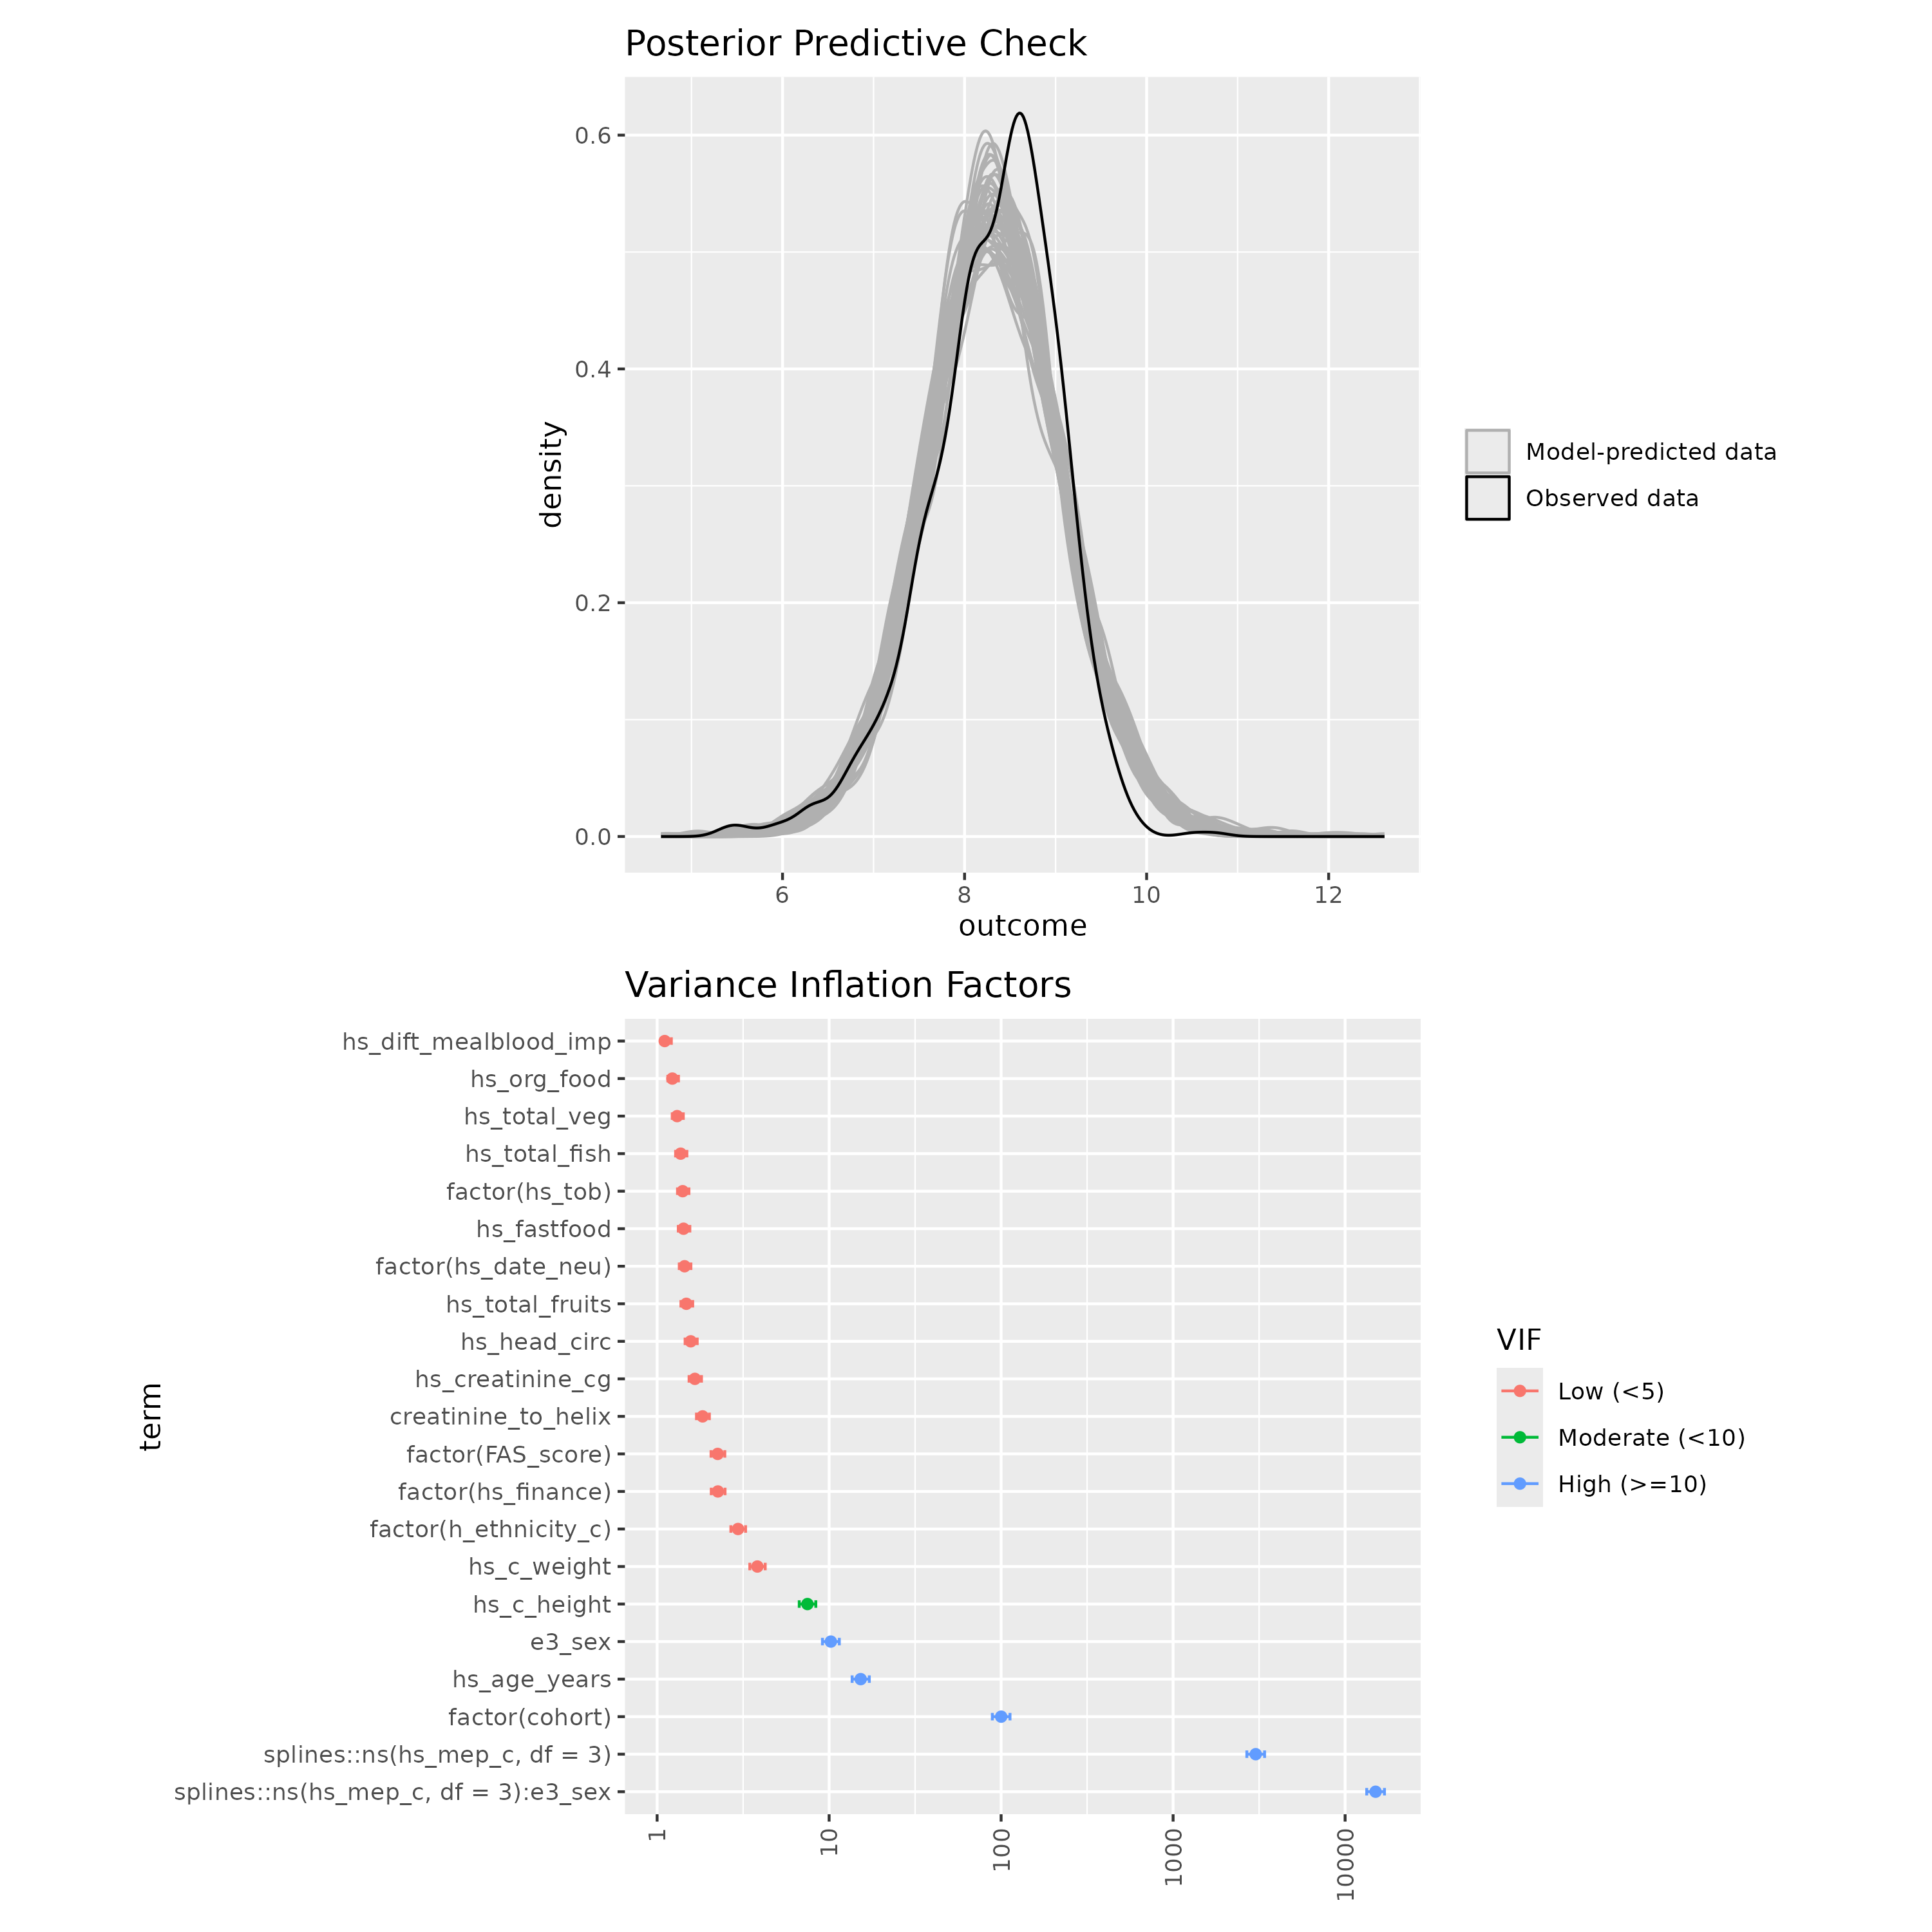 Posterior Predictive Check
0.6
0.4
0.2
0.0
density
6
8
10
12
outcome
Model-predicted data
Observed data
Variance Inflation Factors
hs_dift_mealblood_imp
hs_org_food
hs_total_veg
hs_total_fish
factor(hs_tob)
hs_fastfood
factor(hs_date_neu)
hs_total_fruits
hs_head_circ
hs_creatinine_cg
creatinine_to_helix
factor(FAS_score)
factor(hs_finance)
factor(h_ethnicity_c)
hs_c_weight
hs_c_height
e3_sex
hs_age_years
factor(cohort)
splines::ns(hs_mep_c, df = 3)
splines::ns(hs_mep_c, df = 3):e3_sex
term
1
10
100
1000
10000
VIF
Low (<5)
Moderate (<10)
High (>=10)